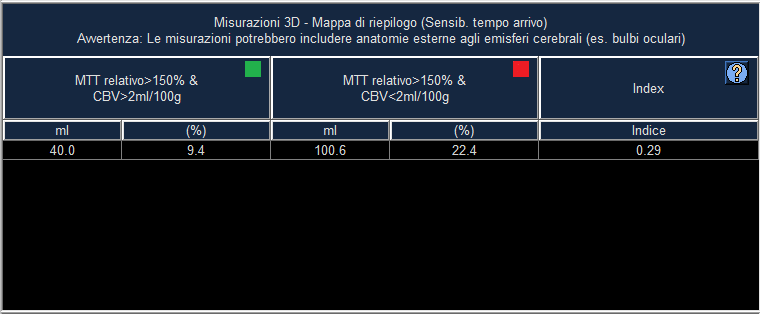 Misurazioni 3D - Mappa di riepilogo (Sensib. tempo arrivo)
Awertenza: Le misurazioni potrebbero includere anatomie esterne agli emisferi cerebrali (es. bulbi oculari)
MTT relativo>150% &
CBV>2ml/100g
MTT relativo>150% &
CBV<2ml/100g
Index
?
ml (%) ml (%) Indice
40.0 9.4 100.6 22.4 0.29